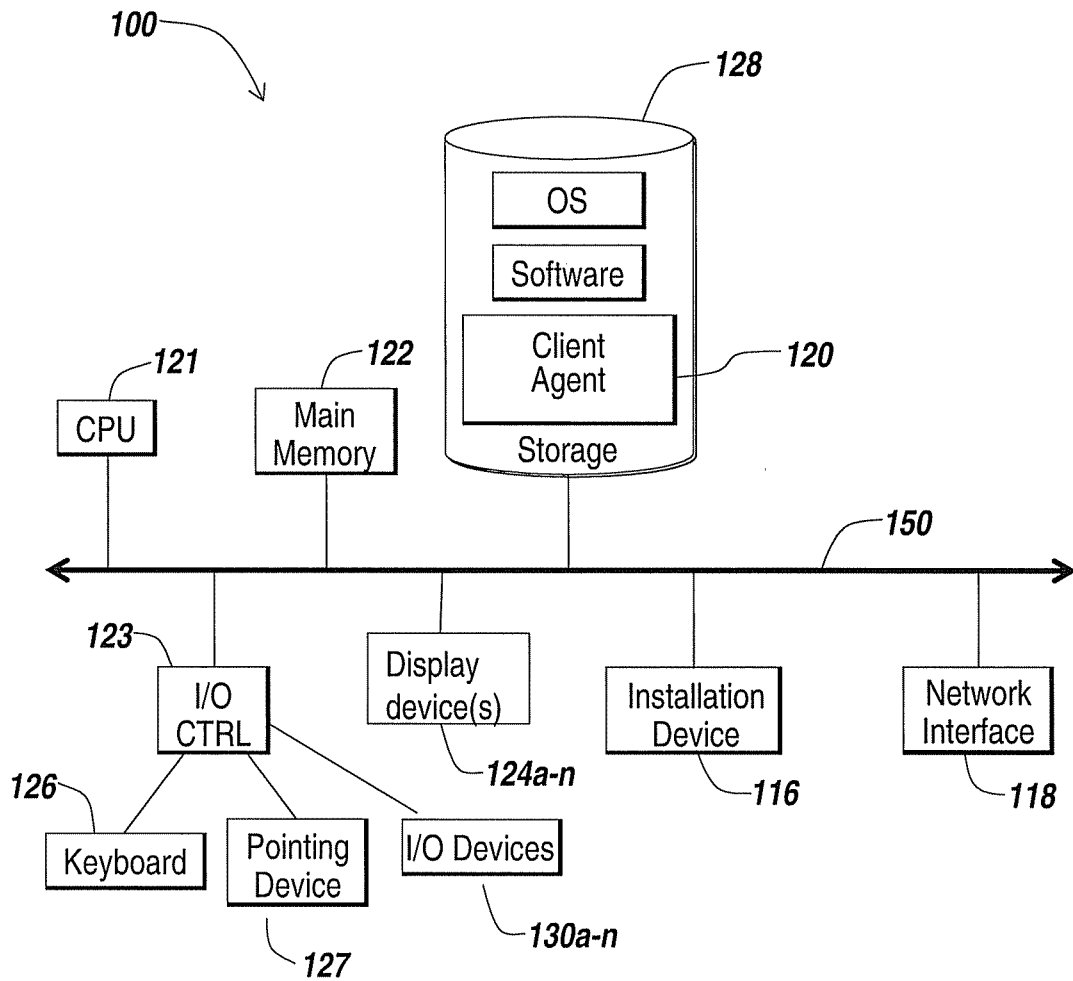 100
128
OS
Software
Client
Agent
120
Storage
121
CPU
122
Main
Memory
150
123
I/O
CTRL
Display
device(s)
124a-n
Installation
Device
116
Network
Interface
118
126
Keyboard
Pointing
Device
127
I/O Devices
130a-n